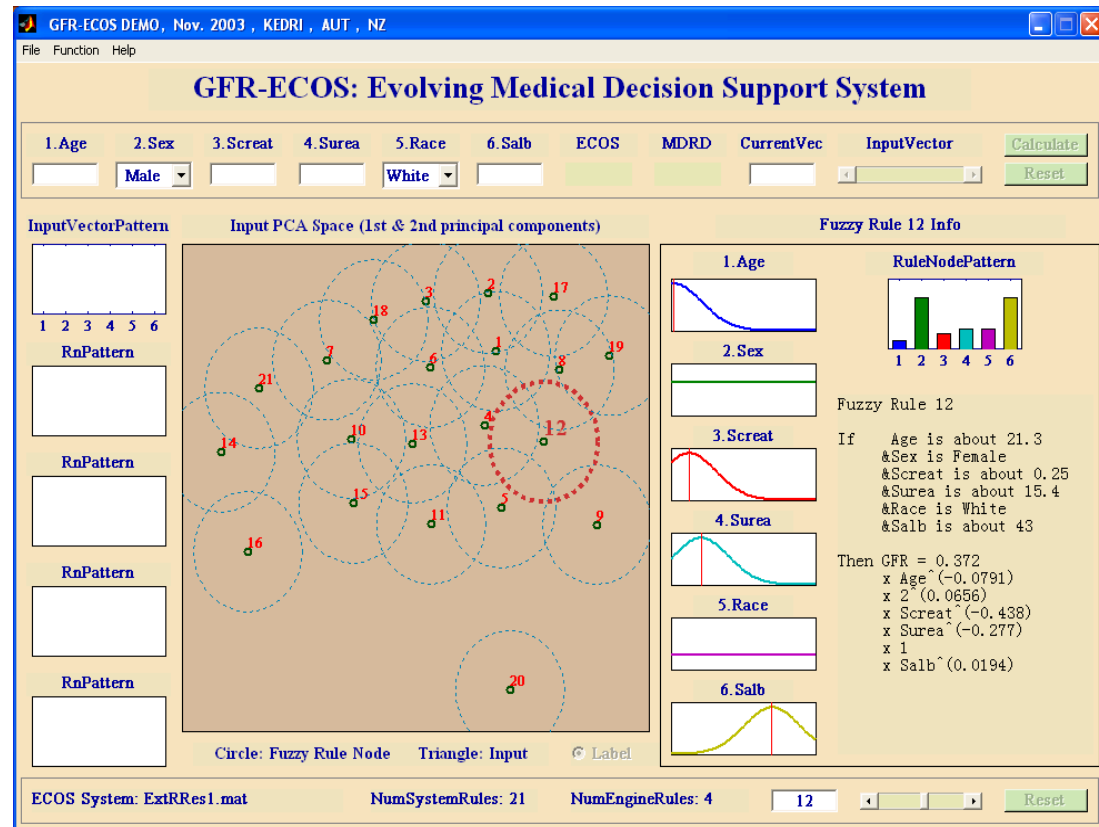 GFR-ECOS DEMO, Nov. 2003 , KEDRI , AUT , NZ
File Function Help
GFR-ECOS: Evolving Medical Decision Support System
1.Age 2.Sex 3.Screat 4.Surea 5.Race 6.Salb ECOS MDRD CurrentVec InputVector Calculate
Male White Reset
InputVectorPattern
1 2 3 4 5 6
RnPattern
RnPattern
RnPattern
RnPattern
Input PCA Space (1st & 2nd principal components)
2
17
3
18
1
19
7
6
8
21
4
12
10
13
14
15
5
11
9
16
20
Circle: Fuzzy Rule Node Triangle: Input Label
Fuzzy Rule 12 Info
1.Age
2.Sex
3.Screat
4.Surea
5.Race
6.Salb
RuleNodePattern
1 2 3 4 5 6
Fuzzy Rule 12
If Age is about 21.3
&Sex is Female
&Screat is about 0.25
&Surea is about 15.4
&Race is White
&Salb is about 43
Then GFR = 0.372
x Age^(-0.0791)
x 2^(0.0656)
x Screat^(-0.438)
x Surea^(-0.277)
x 1
x Salb^(0.0194)
ECOS System: ExtRRes1.mat NumSystemRules: 21 NumEngineRules: 4 12 Reset